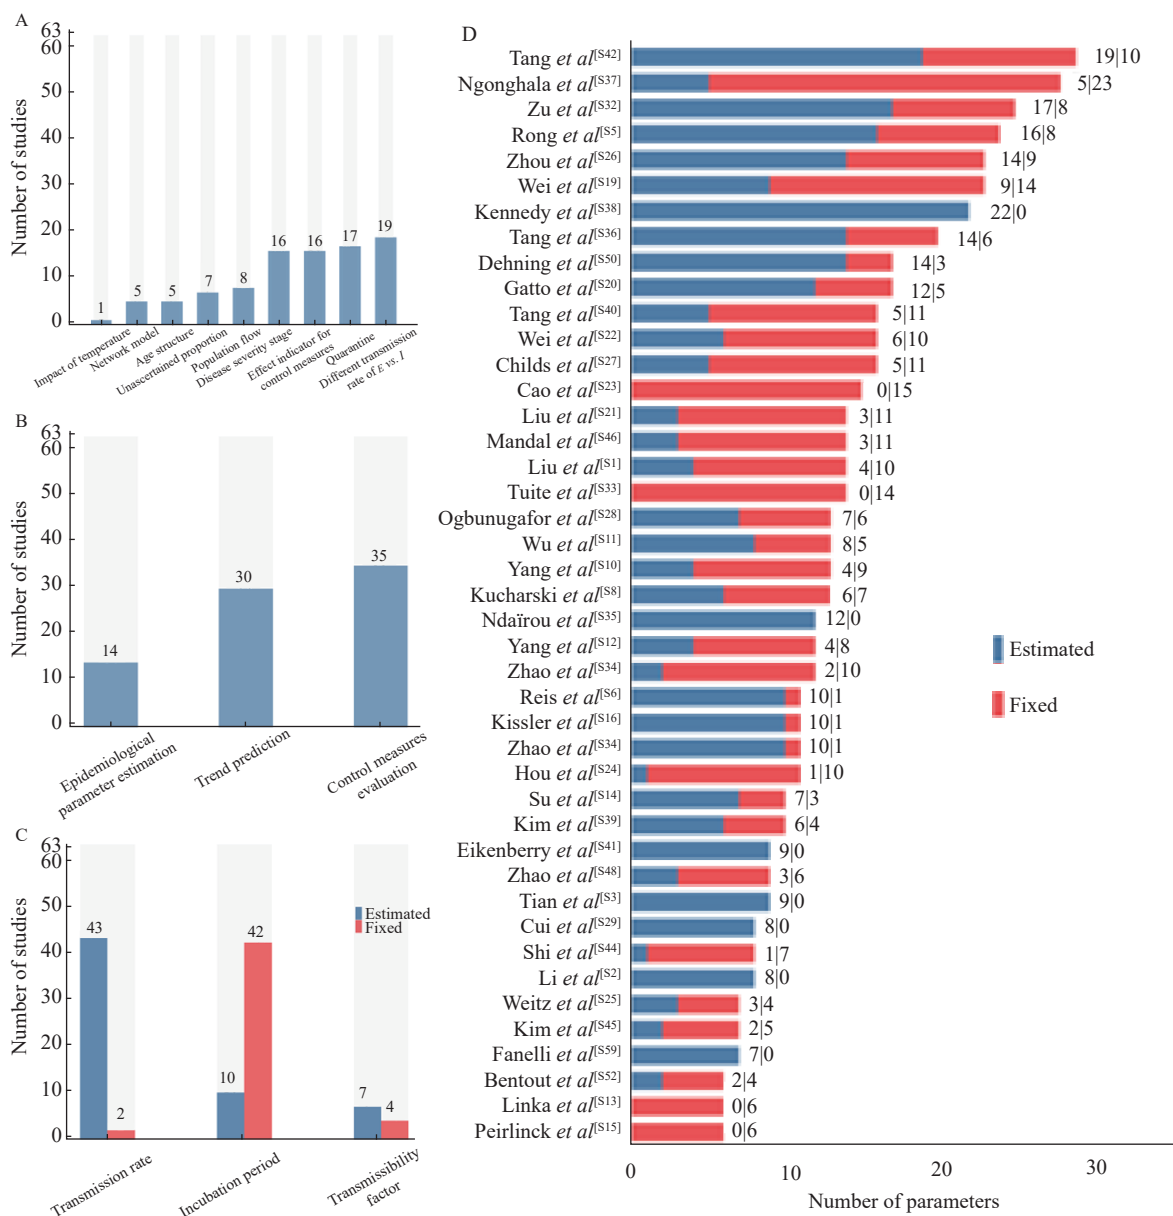 A
63
60
50
40
30
20
10
0
Number of studies
1
5
5
7
8
16
16
17
19
Impact of temperature
Network model
Age structure
Unascertained proportion
Population flow
Disease severity stage
Effect indicator for
control measures
Quarantine
Different transmission
rate of E vs. I
B
63
60
50
40
30
20
10
0
Number of studies
14
30
35
Epidemiological
parameter estimation
Trend prediction
Control measures
evaluation
C
63
60
50
40
30
20
10
0
Number of studies
Estimated
Fixed
43
2
10
42
7
4
Transmission rate
Incubation period
Transmissibility
factor
D
Tang et al[S42] 19|10
Ngonghala et al[S37] 5|23
Zu et al[S32] 17|8
Rong et al[S5] 16|8
Zhou et al[S26] 14|9
Wei et al[S19] 9|14
Kennedy et al[S38] 22|0
Tang et al[S36] 14|6
Dehning et al[S50] 14|3
Gatto et al[S20] 12|5
Tang et al[S40] 5|11
Wei et al[S22] 6|10
Childs et al[S27] 5|11
Cao et al[S23] 0|15
Liu et al[S21] 3|11
Mandal et al[S46] 3|11
Liu et al[S1] 4|10
Tuite et al[S33] 0|14
Ogbunugafor et al[S28] 7|6
Wu et al[S11] 8|5
Yang et al[S10] 4|9
Kucharski et al[S8] 6|7
Ndaïrou et al[S35] 12|0
Yang et al[S12] 4|8
Zhao et al[S34] 2|10
Reis et al[S6] 10|1
Kissler et al[S16] 10|1
Zhao et al[S34] 10|1
Hou et al[S24] 1|10
Su et al[S14] 7|3
Kim et al[S39] 6|4
Eikenberry et al[S41] 9|0
Zhao et al[S48] 3|6
Tian et al[S3] 9|0
Cui et al[S29] 8|0
Shi et al[S44] 1|7
Li et al[S2] 8|0
Weitz et al[S25] 3|4
Kim et al[S45] 2|5
Fanelli et al[S59] 7|0
Bentout et al[S52] 2|4
Linka et al[S13] 0|6
Peirlinck et al[S15] 0|6
Estimated
Fixed
0 10 20 30
Number of parameters